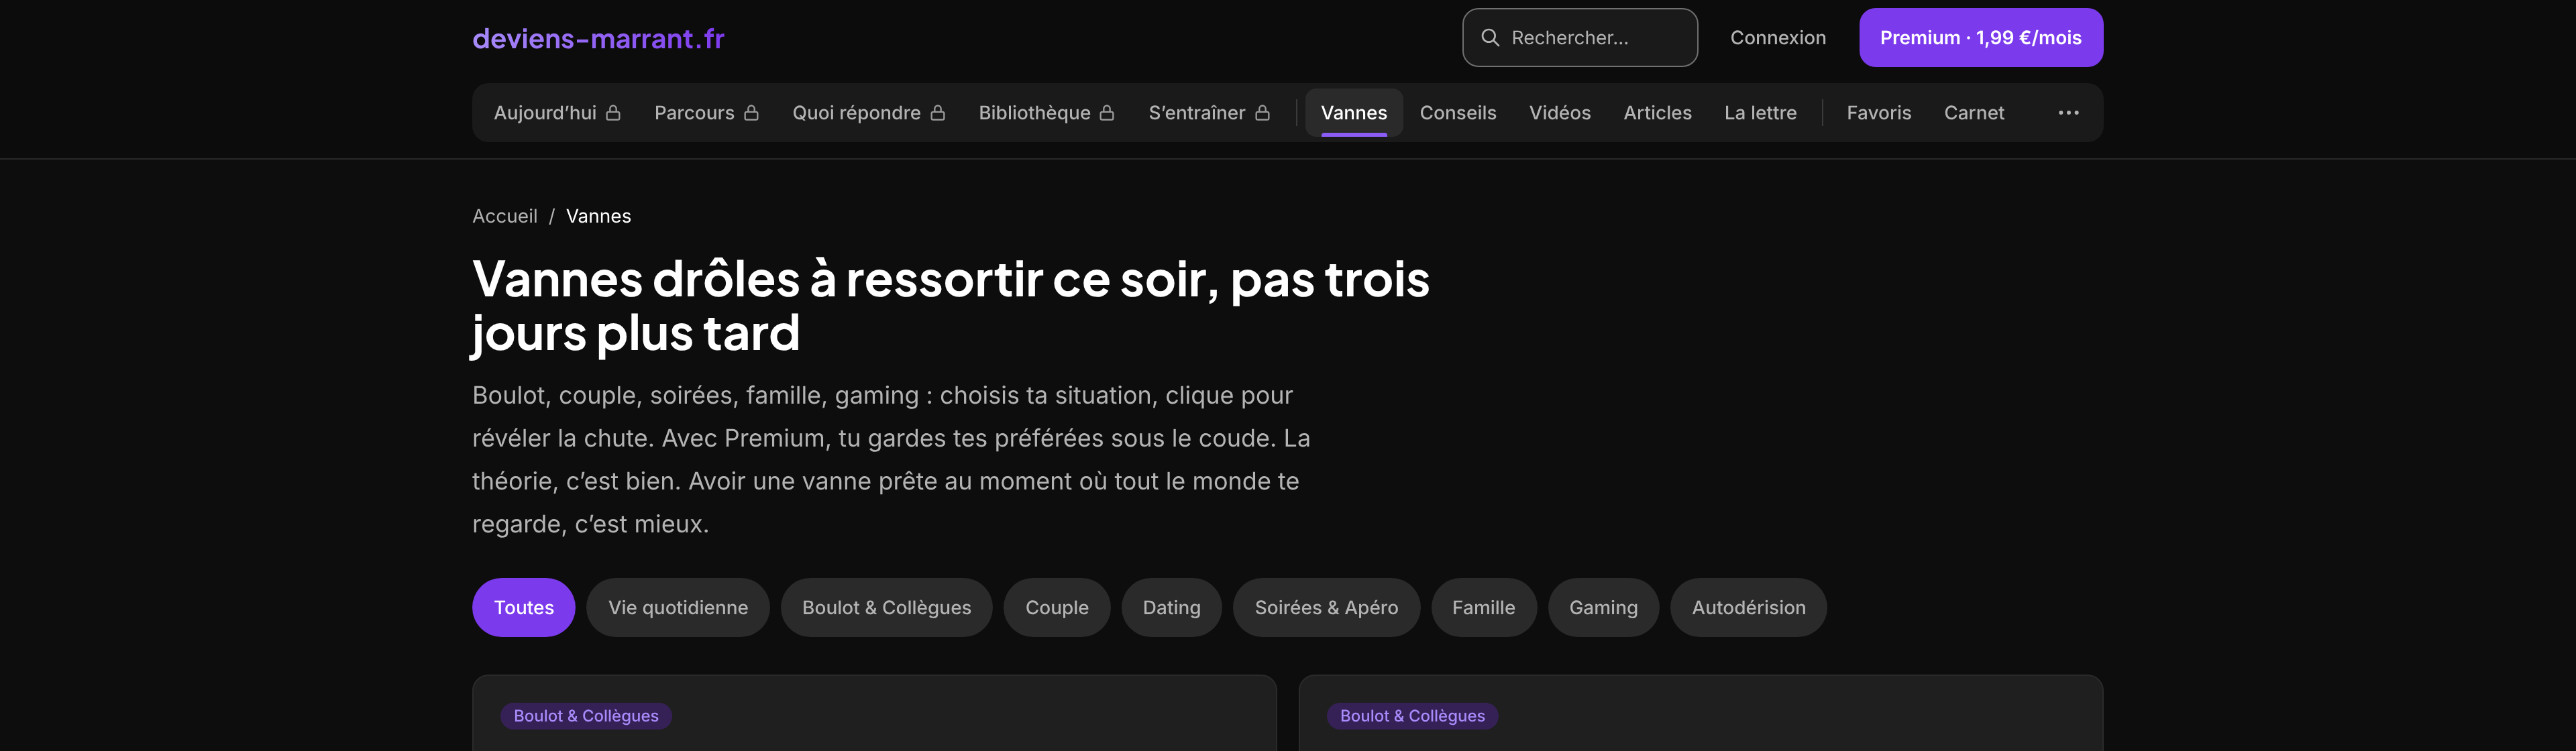 deviens-marrant.fr
Rechercher...
Connexion
Premium · 1,99 €/mois
Aujourd’hui
Parcours
Quoi répondre
Bibliothèque
S’entraîner
Vannes
Conseils
Vidéos
Articles
La lettre
Favoris
Carnet
Accueil / Vannes
Vannes drôles à ressortir ce soir, pas trois
jours plus tard
Boulot, couple, soirées, famille, gaming : choisis ta situation, clique pour
révéler la chute. Avec Premium, tu gardes tes préférées sous le coude. La
théorie, c’est bien. Avoir une vanne prête au moment où tout le monde te
regarde, c’est mieux.
Toutes
Vie quotidienne
Boulot & Collègues
Couple
Dating
Soirées & Apéro
Famille
Gaming
Autodérision
Boulot & Collègues
Boulot & Collègues